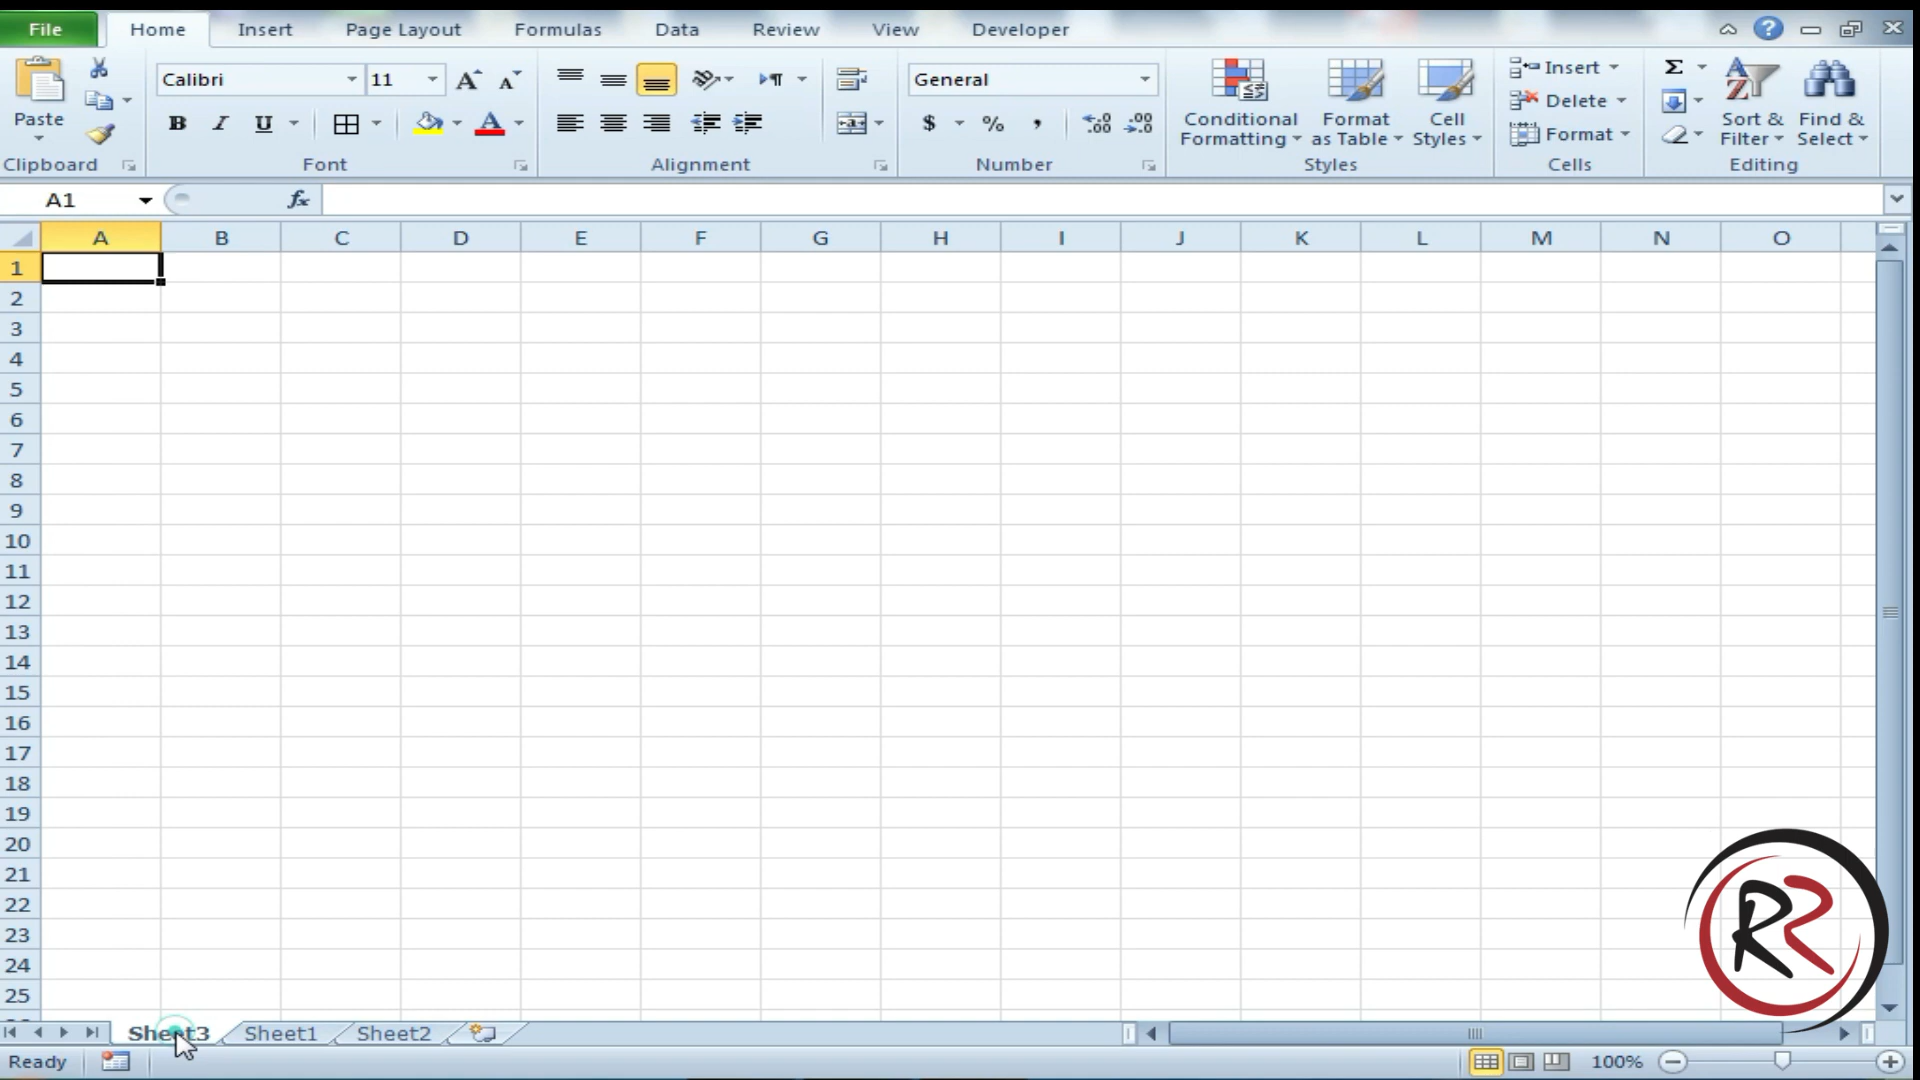 File Home Insert Page Layout Formulas Data Review View Developer
Calibri 11 General Insert
Paste Conditional Format Cell Delete Sort & Find &
B I U $ % , Formatting as Table Styles Format Filter Select
Clipboard Font Alignment Number Styles Cells Editing
A1 fx
A B C D E F G H I J K L M N O
1
2
3
4
5
6
7
8
9
10
11
12
13
14
15
16
17
18
19
20
21
22
23
24
25
RR
Sheet3 Sheet1 Sheet2
Ready 100%